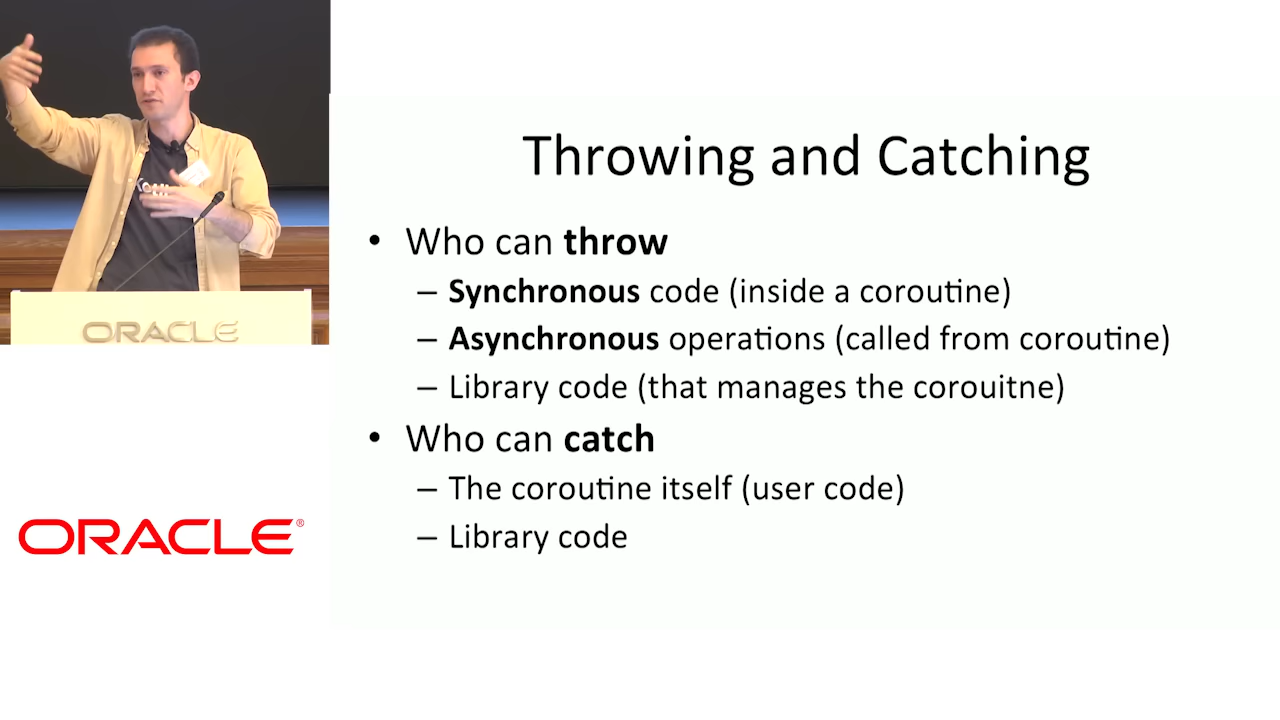 ORACLE
ORACLE®
Throwing and Catching
• Who can throw
– Synchronous code (inside a coroutine)
– Asynchronous operations (called from coroutine)
– Library code (that manages the corouitne)
• Who can catch
– The coroutine itself (user code)
– Library code